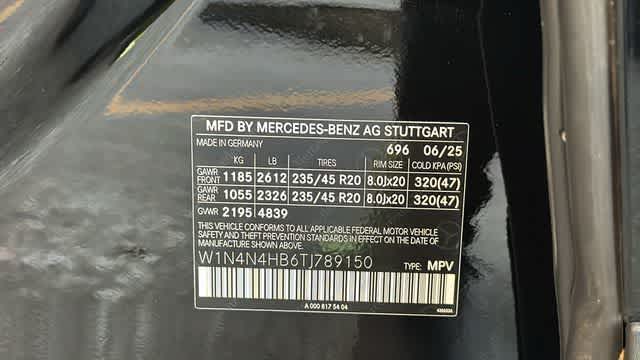 MFD BY MERCEDES-BENZ AG STUTTGART
MADE IN GERMANY 696 06/25
KG LB TIRES RIM SIZE COLD KPA (PSI)
GAWR FRONT 1185 2612 235/45 R20 8.0Jx20 320(47)
GAWR REAR 1055 2326 235/45 R20 8.0Jx20 320(47)
GVWR 2195 4839
THIS VEHICLE CONFORMS TO ALL APPLICABLE FEDERAL MOTOR VEHICLE
SAFETY AND THEFT PREVENTION STANDARDS IN EFFECT ON THE DATE
OF MANUFACTURE SHOWN ABOVE.
W1N4N4HB6TJ789150 TYPE: MPV
A 000 817 54 04